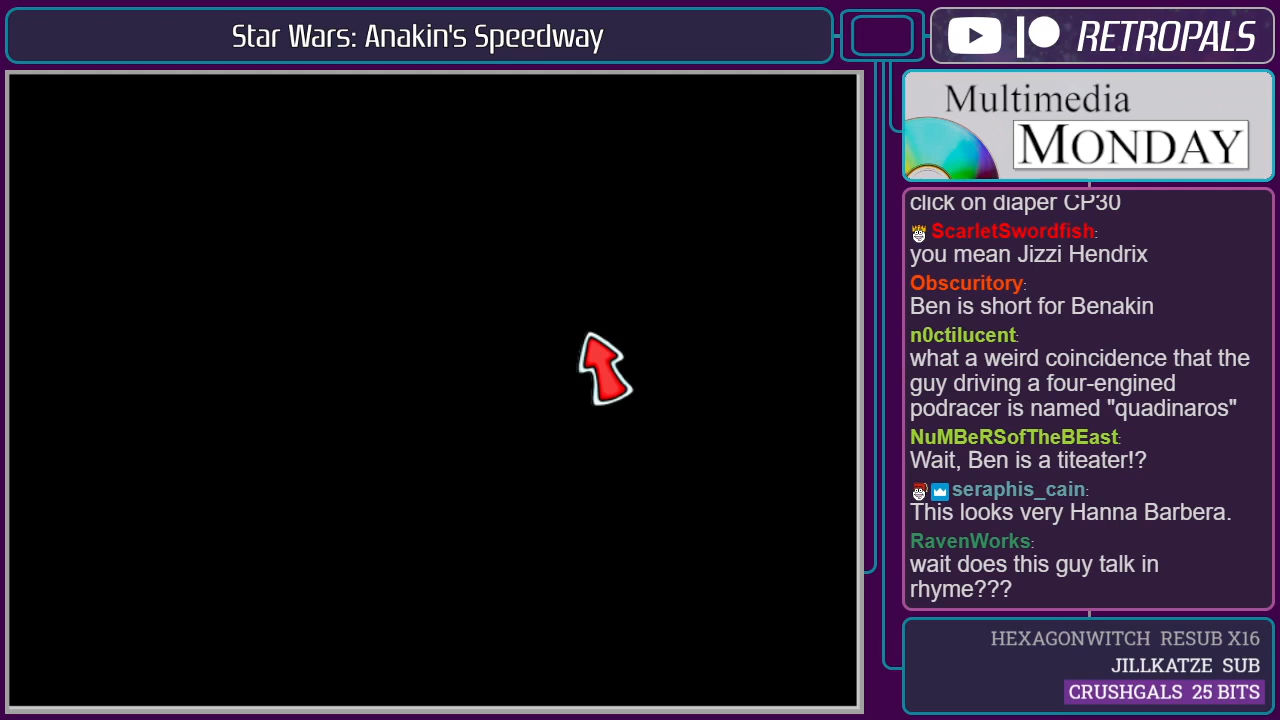 Star Wars: Anakin's Speedway
RETROPALS
Multimedia
MONDAY
click on diaper CP30
ScarletSwordfish:
you mean Jizzi Hendrix
Obscuritory:
Ben is short for Benakin
n0ctilucent:
what a weird coincidence that the
guy driving a four-engined
podracer is named "quadinaros"
NuMBeRSofTheBEast:
Wait, Ben is a titeater!?
seraphis_cain:
This looks very Hanna Barbera.
RavenWorks:
wait does this guy talk in
rhyme???
HEXAGONWITCH RESUB X16
JILLKATZE SUB
CRUSHGALS 25 BITS